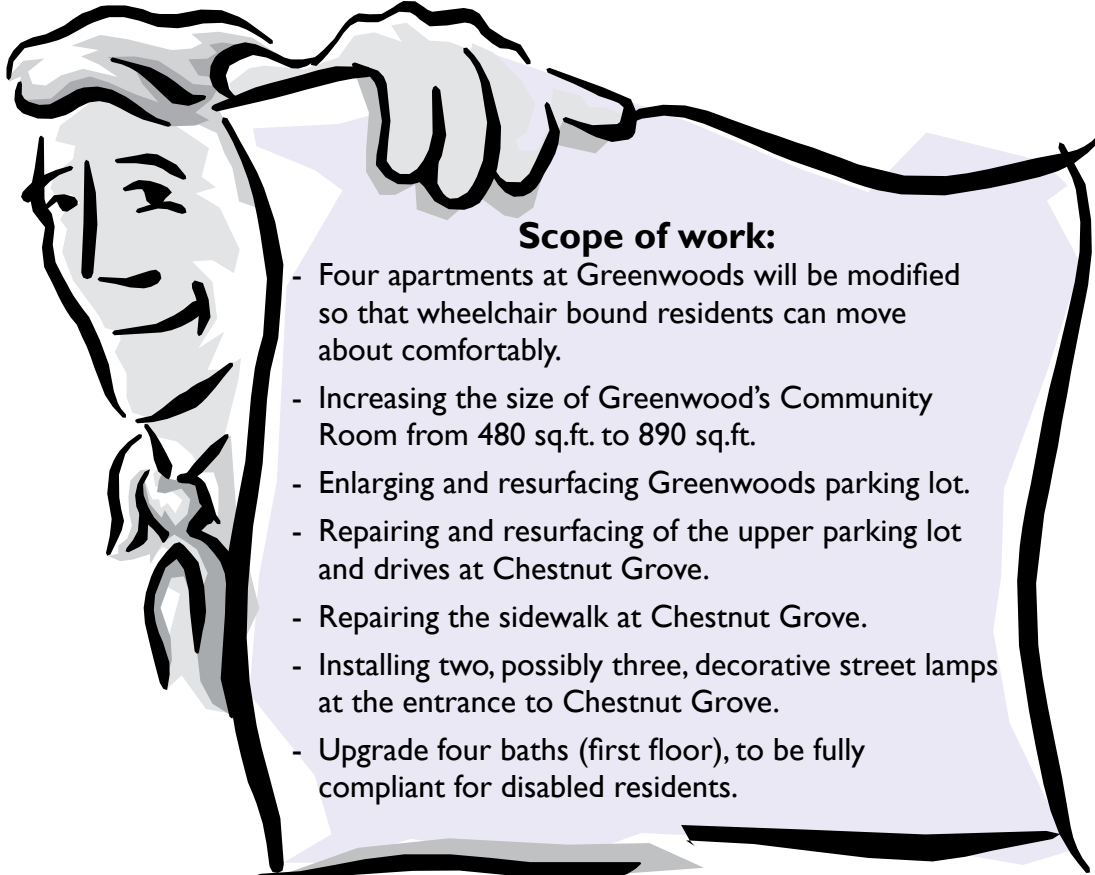 Scope of work:
- Four apartments at Greenwoods will be modified
so that wheelchair bound residents can move
about comfortably.
- Increasing the size of Greenwood’s Community
Room from 480 sq.ft. to 890 sq.ft.
- Enlarging and resurfacing Greenwoods parking lot.
- Repairing and resurfacing of the upper parking lot
and drives at Chestnut Grove.
- Repairing the sidewalk at Chestnut Grove.
- Installing two, possibly three, decorative street lamps
at the entrance to Chestnut Grove.
- Upgrade four baths (first floor), to be fully
compliant for disabled residents.